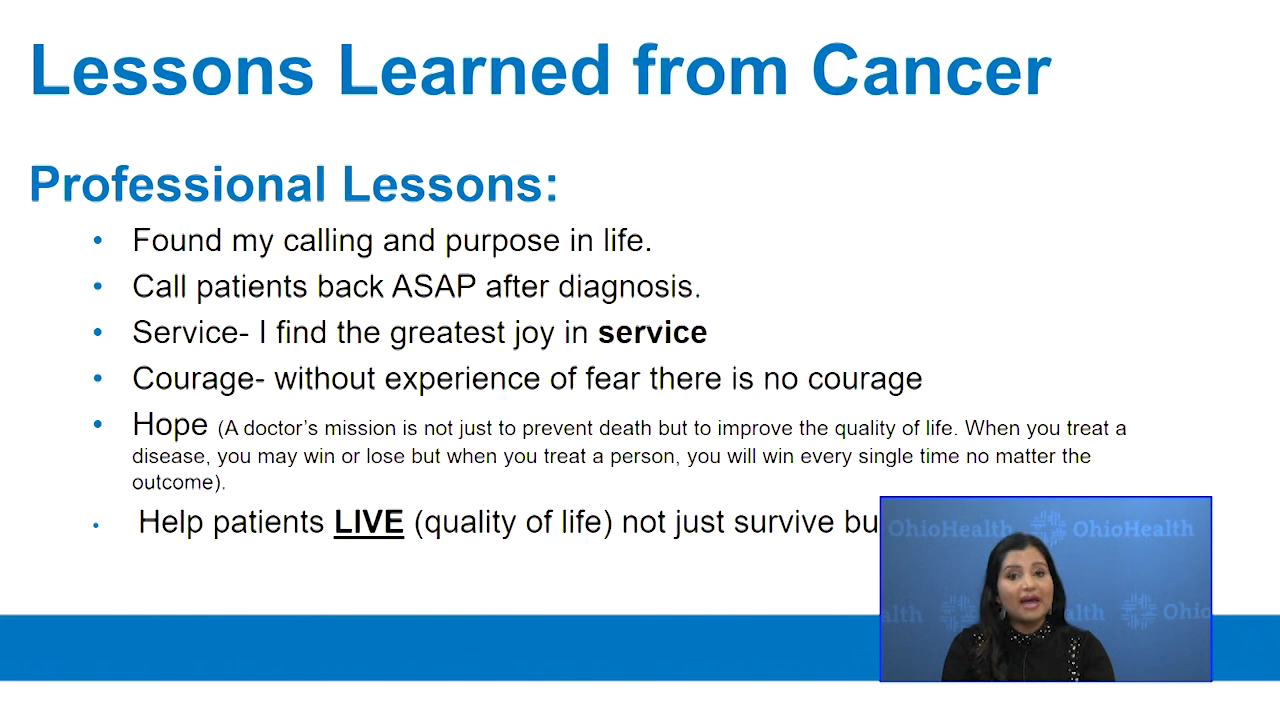 Lessons Learned from Cancer
Professional Lessons:
• Found my calling and purpose in life.
• Call patients back ASAP after diagnosis.
• Service- I find the greatest joy in service
• Courage- without experience of fear there is no courage
• Hope (A doctor’s mission is not just to prevent death but to improve the quality of life. When you treat a
disease, you may win or lose but when you treat a person, you will win every single time no matter the
outcome).
• Help patients LIVE (quality of life) not just survive
OhioHealth OhioHealth